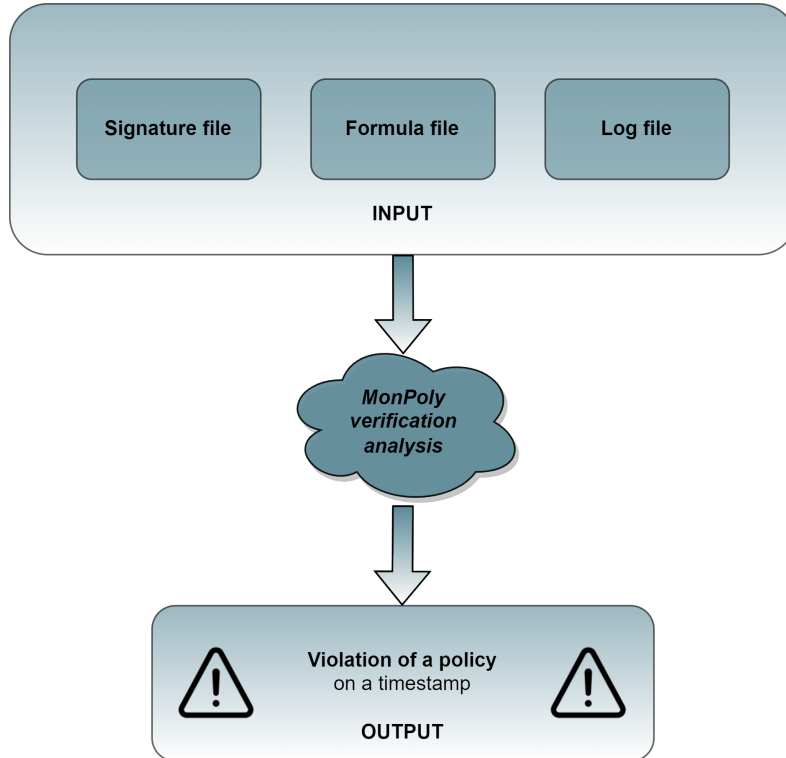 Signature file
Formula file
Log file
INPUT
MonPoly
verification
analysis
Violation of a policy
on a timestamp
OUTPUT